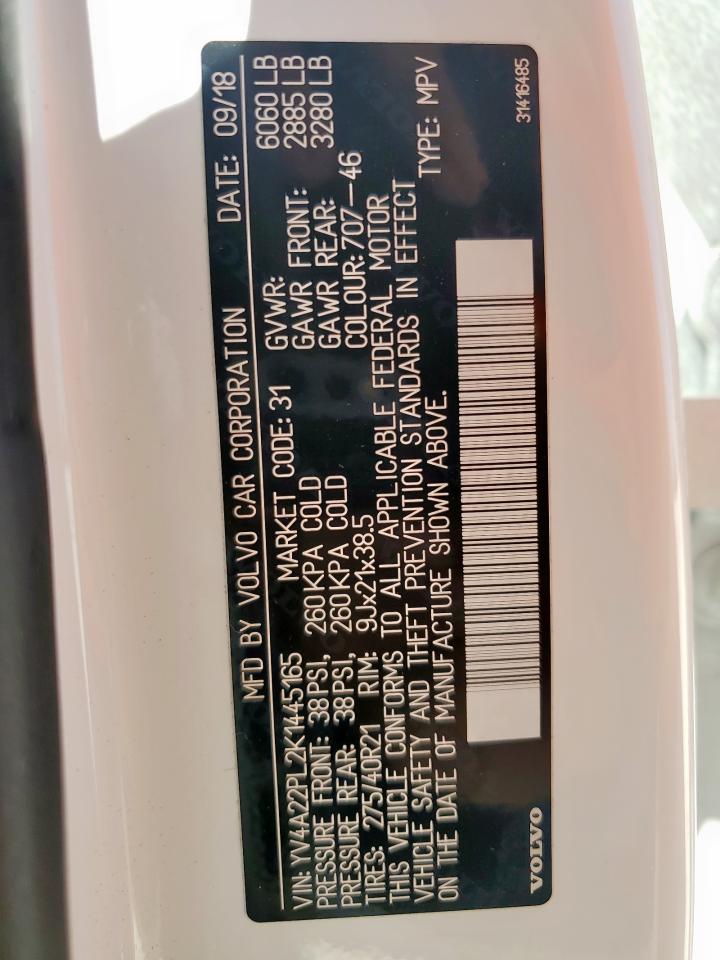 MFD BY VOLVO CAR CORPORATION DATE: 09/18
VIN: YV4A22PL2K1445165 MARKET CODE: 31 GVWR: 6060 LB
PRESSURE FRONT: 38PSI, 260KPA COLD GAWR FRONT: 2885 LB
PRESSURE REAR: 38PSI, 260KPA COLD GAWR REAR: 3280 LB
TIRES: 275/40R21 RIM: 9Jx21x38.5 COLOUR: 707-46
THIS VEHICLE CONFORMS TO ALL APPLICABLE FEDERAL MOTOR
VEHICLE SAFETY AND THEFT PREVENTION STANDARDS IN EFFECT
ON THE DATE OF MANUFACTURE SHOWN ABOVE. TYPE: MPV
VOLVO 31416485